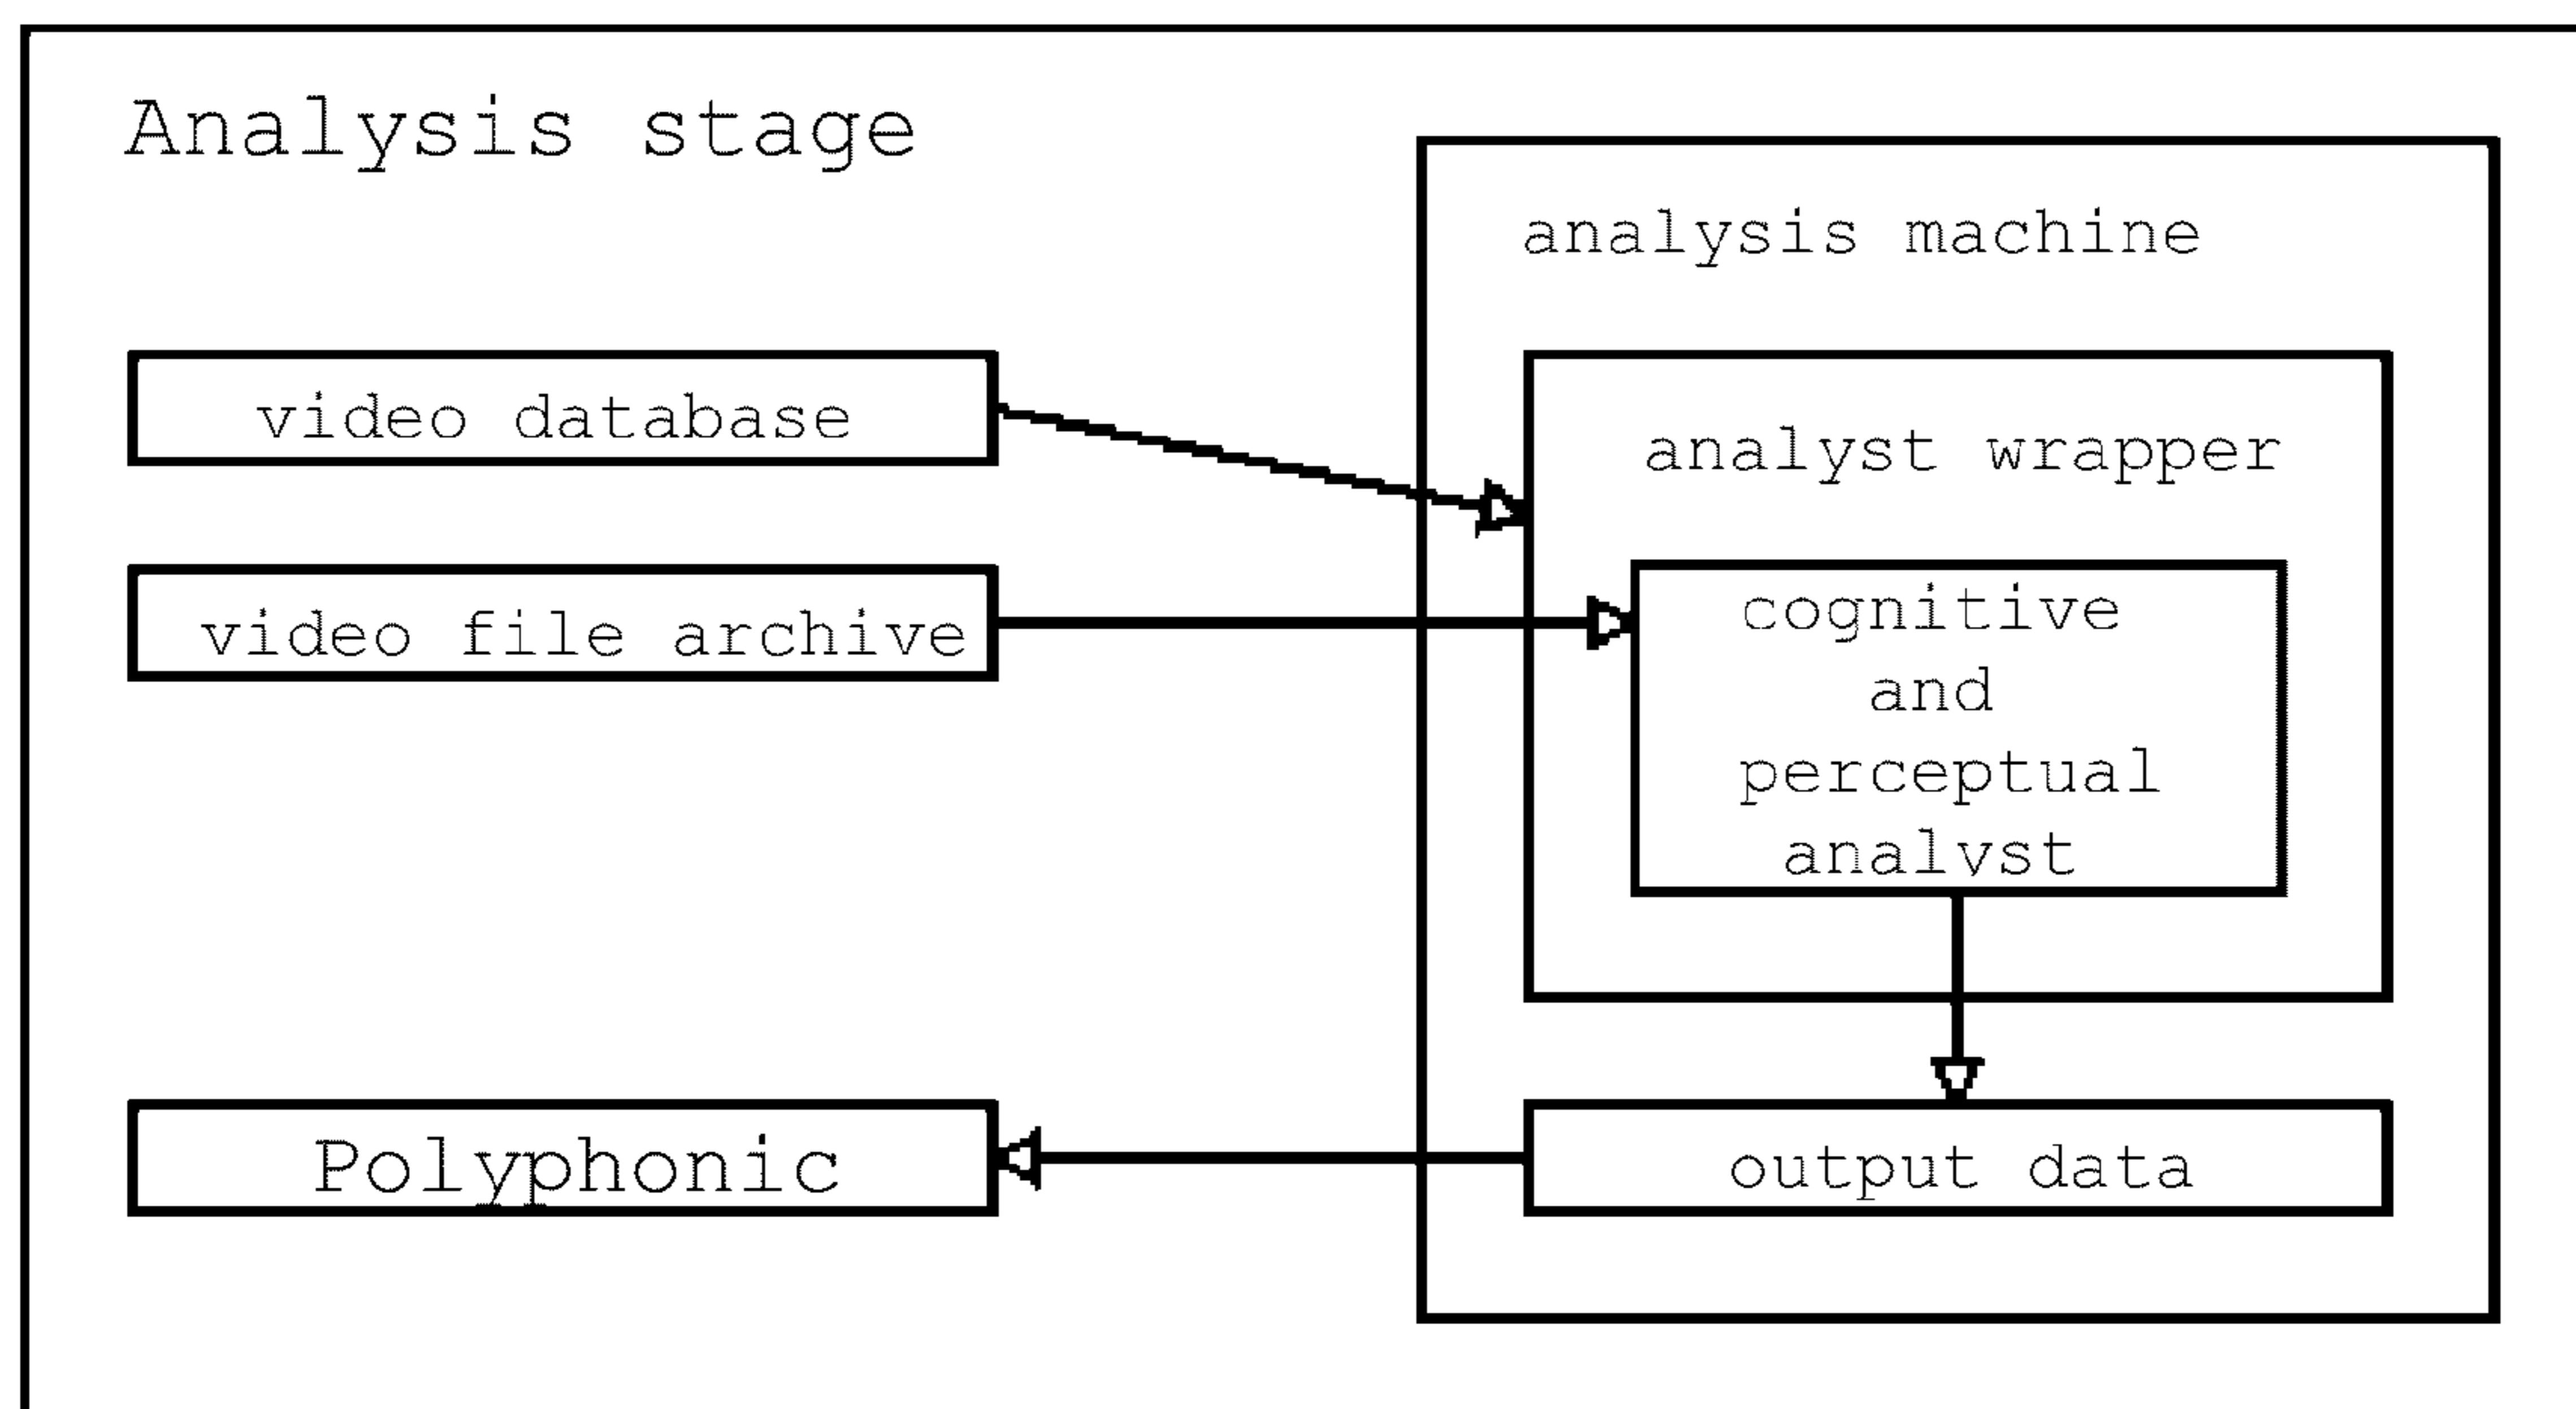 Analysis stage
analysis machine
video database
analyst wrapper
video file archive
cognitive
and
perceptual
analyst
Polyphonic
output data